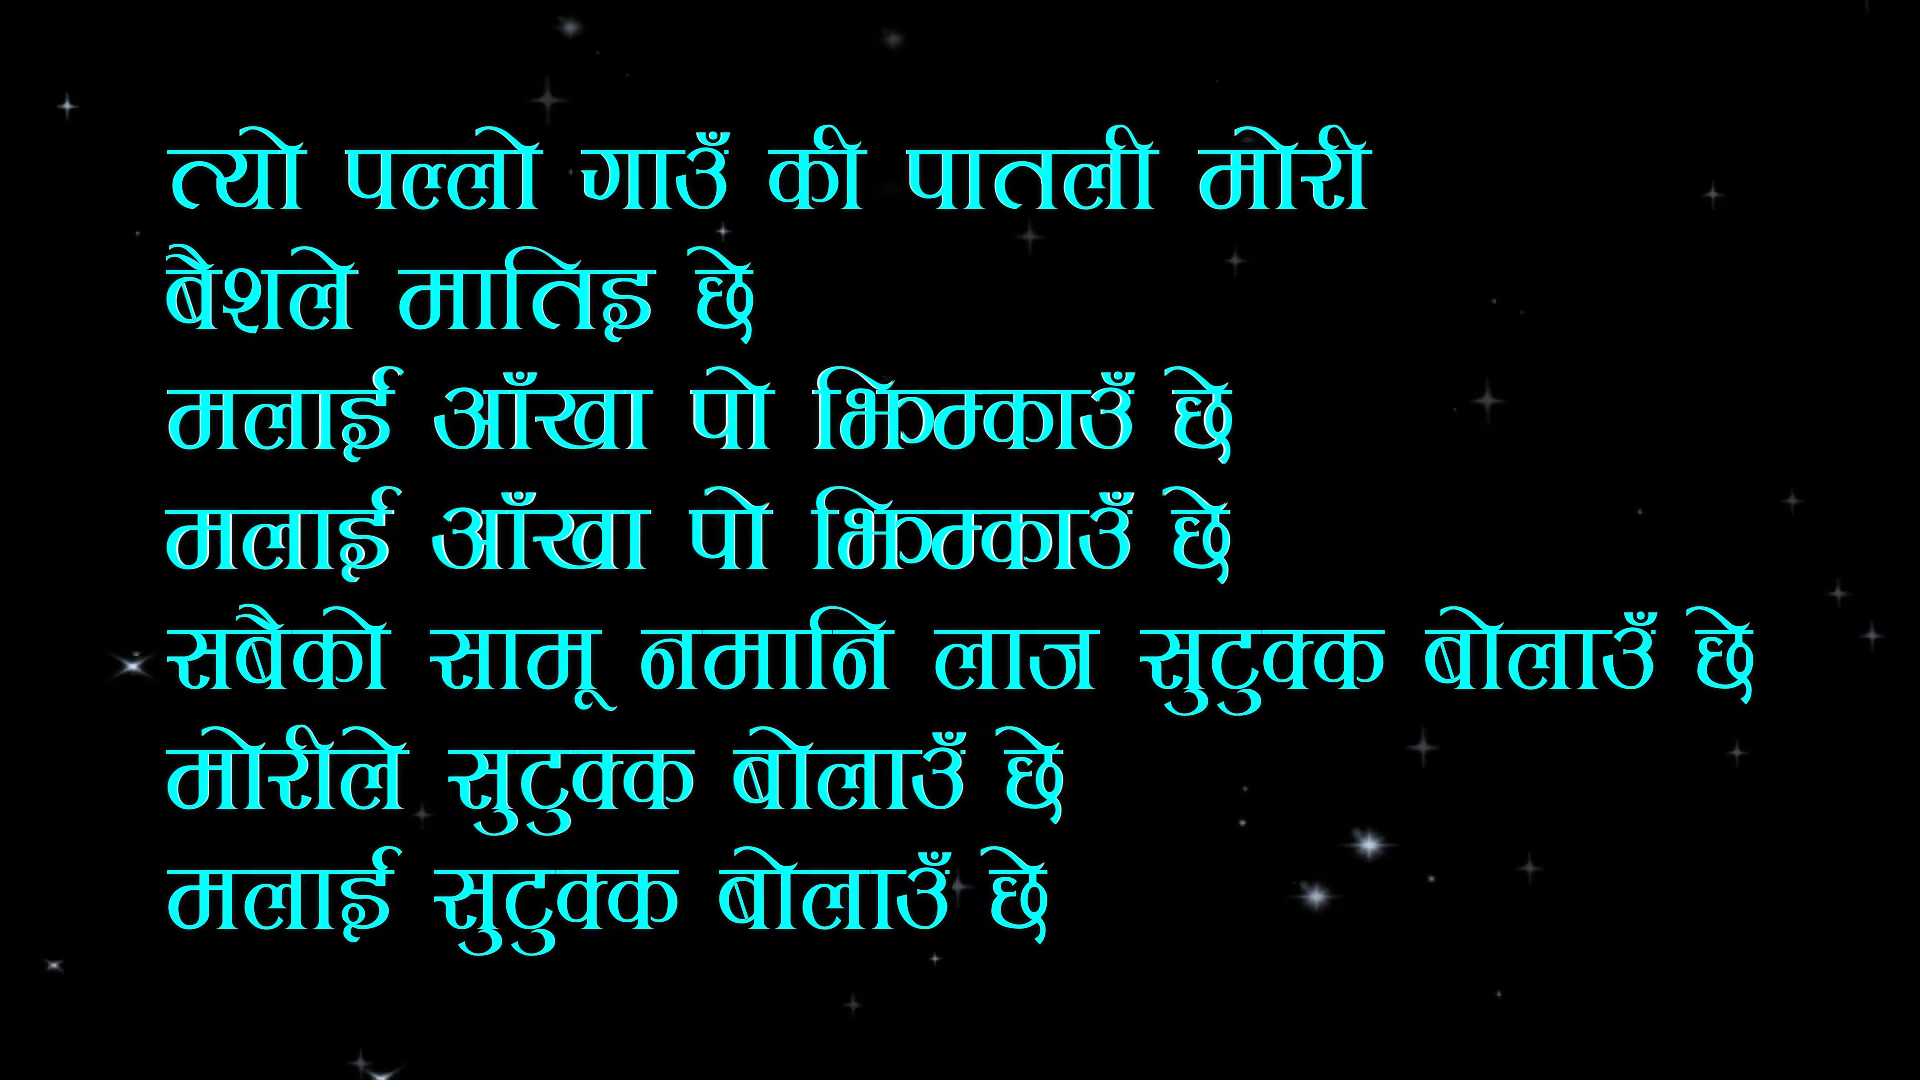 त्यो पल्लो गाउँ की पातली मोरी
बैशले मातिइ छे
मलाई आँखा पो झिम्काउँ छे
मलाई आँखा पो झिम्काउँ छे
सबैको सामू नमानि लाज सुटुक्क बोलाउँ छे
मोरीले सुटुक्क बोलाउँ छे
मलाई सुटुक्क बोलाउँ छे